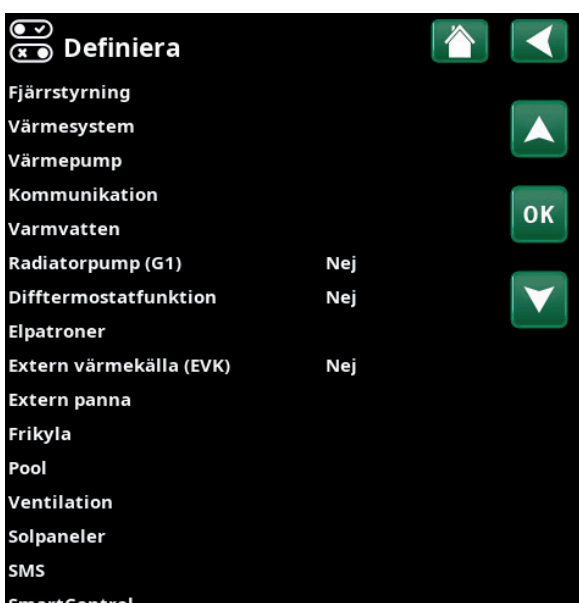 Definiera
Fjärrstyrning
Värmesystem
Värmepump
Kommunikation
OK
Varmvatten
Radiatorpump (G1) Nej
Difftermostatfunktion Nej
Elpatroner
Extern värmekälla (EVK) Nej
Extern panna
Frikyla
Pool
Ventilation
Solpaneler
SMS
SmartControl